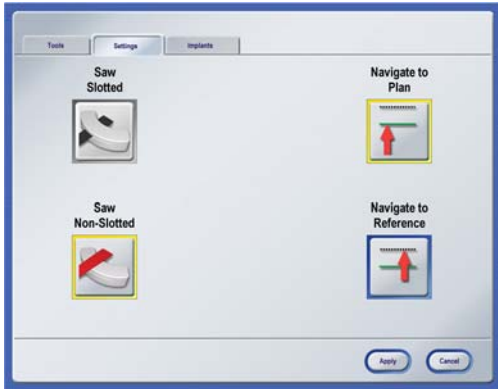 Tools
Settings
Implants
Saw
Slotted
Navigate to
Plan
Saw
Non-Slotted
Navigate to
Reference
Apply
Cancel